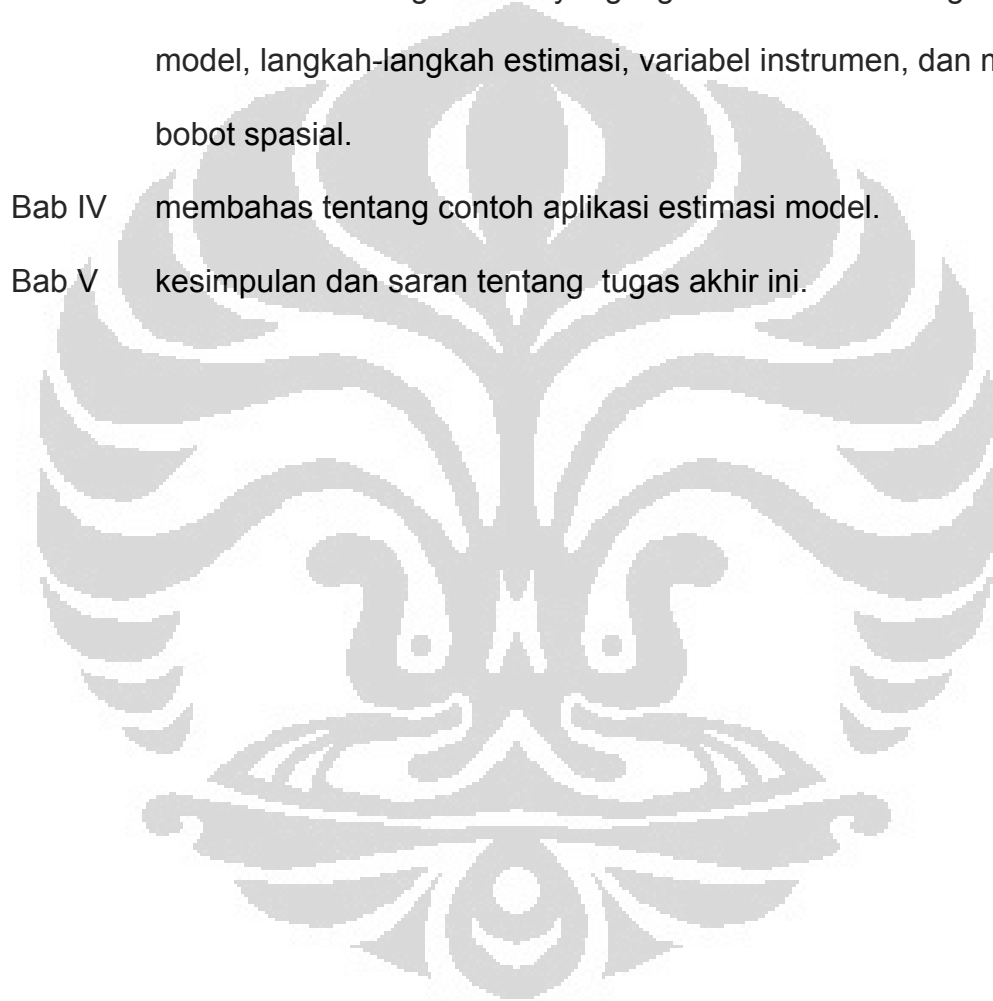 model, langkah-langkah estimasi, variabel instrumen, dan
bobot spasial.
Bab IV membahas tentang contoh aplikasi estimasi model.
Bab V kesimpulan dan saran tentang tugas akhir ini.